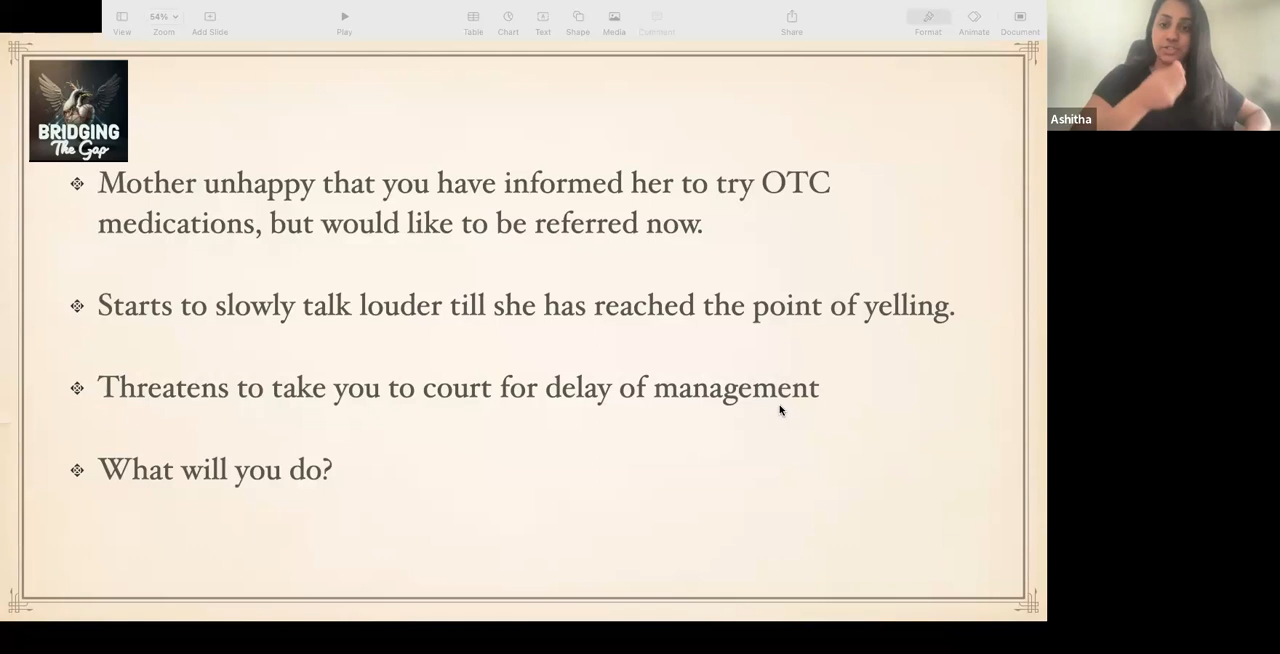 54%
View
Zoom
Add Slide
Play
Table
Chart
Text
Shape
Media
Comment
Share
Format
Animate
Document
Ashitha
BRIDGING
The Gap
Mother unhappy that you have informed her to try OTC
medications, but would like to be referred now.
Starts to slowly talk louder till she has reached the point of yelling.
Threatens to take you to court for delay of management
What will you do?